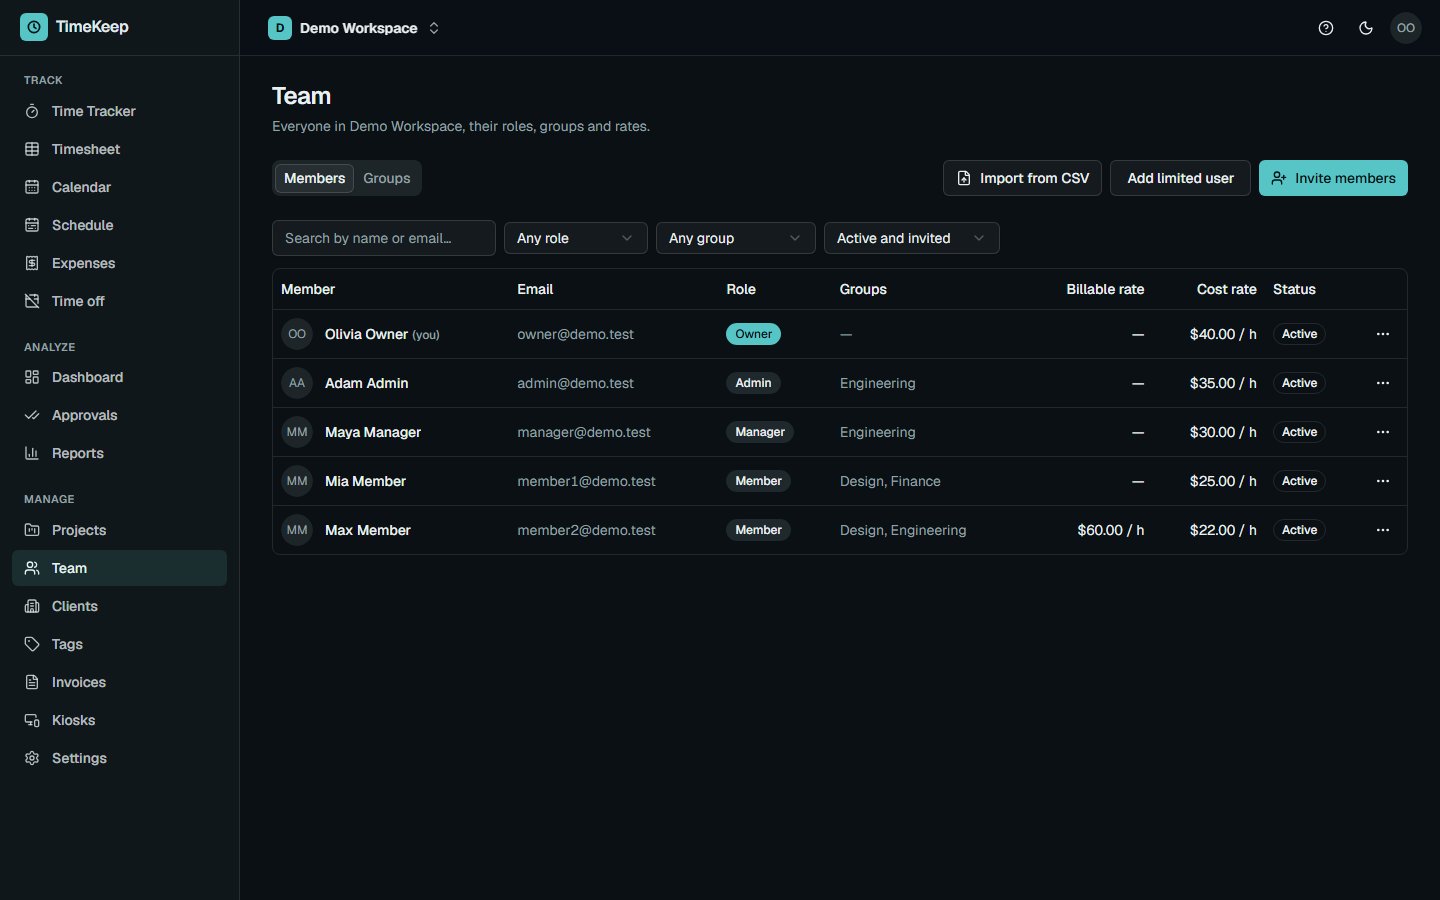 TimeKeep
D Demo Workspace
OO
TRACK
Time Tracker
Timesheet
Calendar
Schedule
Expenses
Time off
ANALYZE
Dashboard
Approvals
Reports
MANAGE
Projects
Team
Clients
Tags
Invoices
Kiosks
Settings
Team
Everyone in Demo Workspace, their roles, groups and rates.
Members Groups
Import from CSV Add limited user Invite members
Search by name or email... Any role Any group Active and invited
Member Email Role Groups Billable rate Cost rate Status
OO Olivia Owner (you) owner@demo.test Owner — — $40.00 / h Active
AA Adam Admin admin@demo.test Admin Engineering — $35.00 / h Active
MM Maya Manager manager@demo.test Manager Engineering — $30.00 / h Active
MM Mia Member member1@demo.test Member Design, Finance — $25.00 / h Active
MM Max Member member2@demo.test Member Design, Engineering $60.00 / h $22.00 / h Active